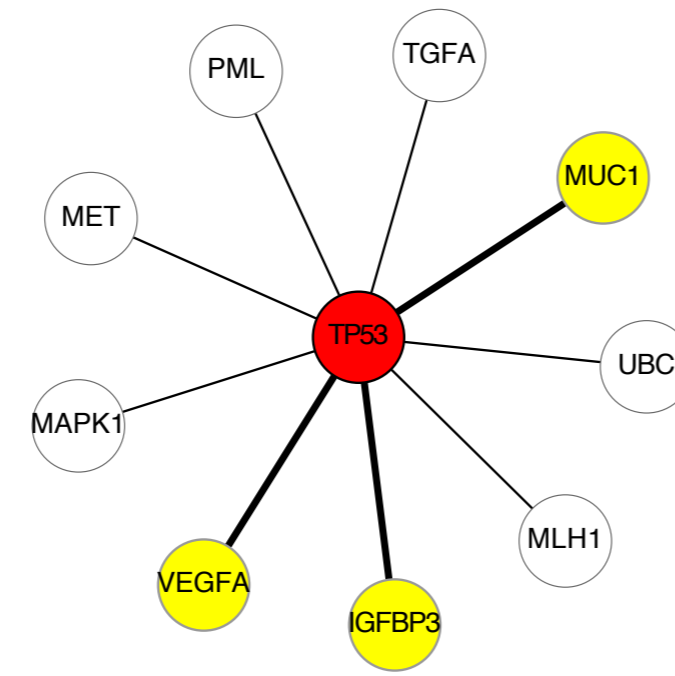 TGFA
PML
MUC1
MET
TP53
UBC
MAPK1
MLH1
VEGFA
IGFBP3